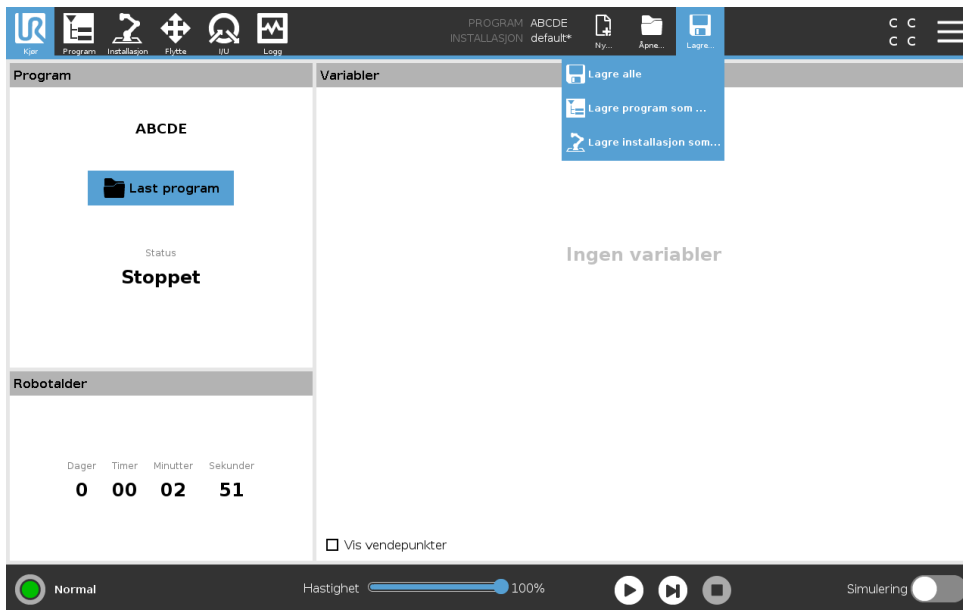 UR
Kjør
Program
Installasjon
Flytte
I/U
Logg
PROGRAM ABCDE
INSTALLASJON default*
Ny...
Åpne...
Lagre...
C C
C C
Lagre alle
Lagre program som ...
Lagre installasjon som...
Program
ABCDE
Last program
Status
Stoppet
Variabler
Ingen variabler
Robotalder
Dager Timer Minutter Sekunder
0 00 02 51
Vis vendepunkter
Normal
Hastighet 100%
Simulering